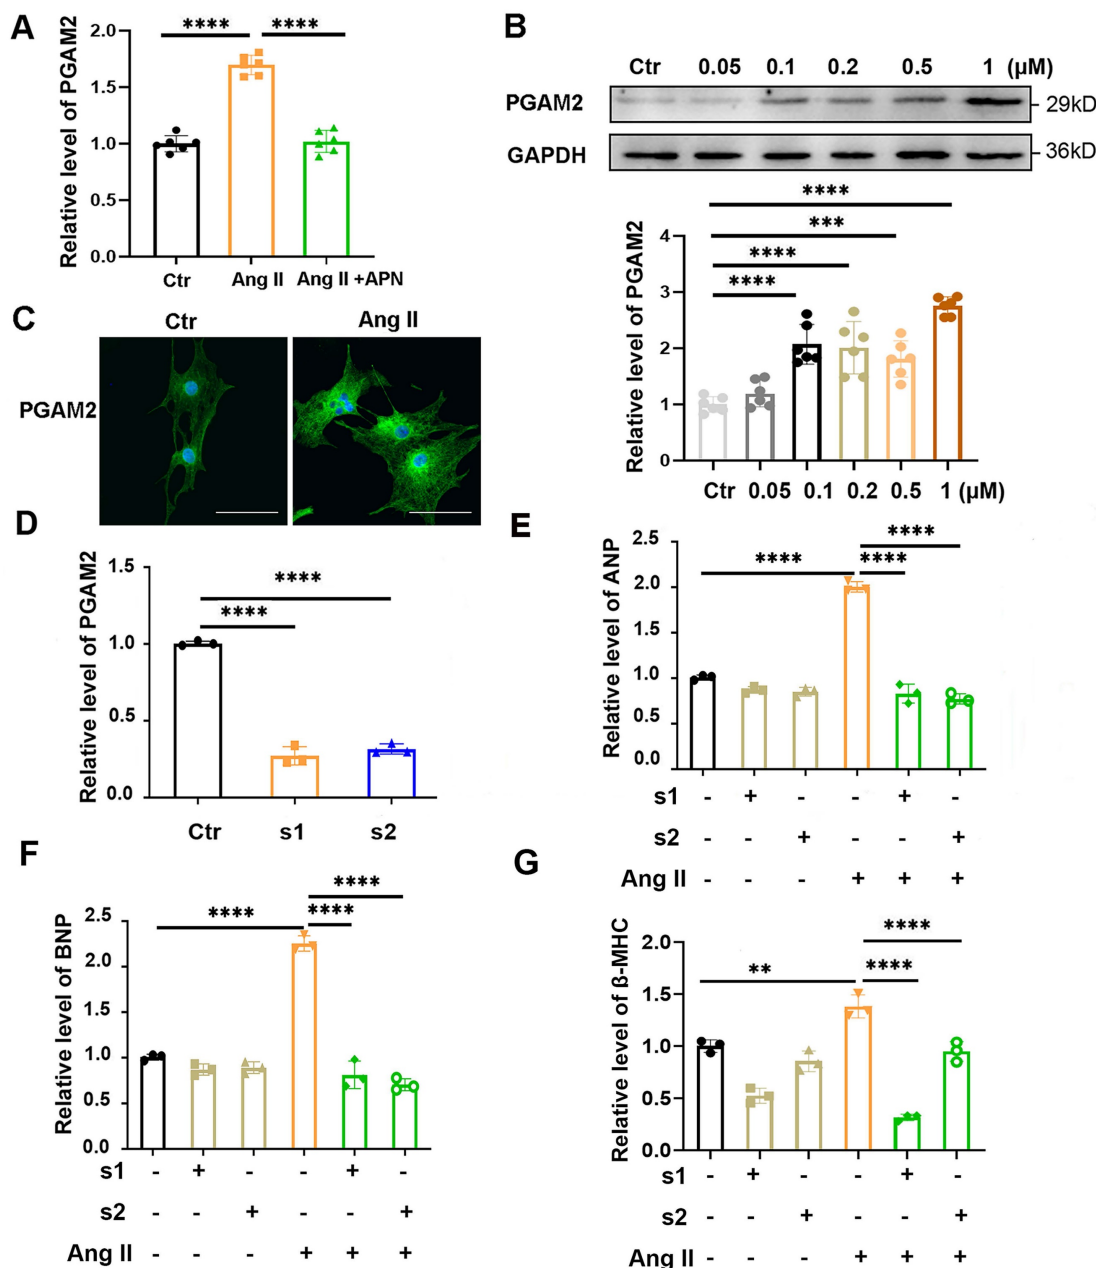 A
Relative level of PGAM2
2.0
1.5
1.0
0.5
0.0
**** ****
Ctr Ang II Ang II +APN
B
Ctr 0.05 0.1 0.2 0.5 1 (µM)
PGAM2 29kD
GAPDH 36kD
Relative level of PGAM2
4
3
2
1
0
****
***
****
****
Ctr 0.05 0.1 0.2 0.5 1 (µM)
C
Ctr Ang II
PGAM2
D
Relative level of PGAM2
1.5
1.0
0.5
0.0
****
****
Ctr s1 s2
E
Relative level of ANP
2.5
2.0
1.5
1.0
0.5
0.0
****
**** ****
s1 - + - - + -
s2 - - + - - +
Ang II - - - + + +
F
Relative level of BNP
2.5
2.0
1.5
1.0
0.5
0.0
****
**** ****
s1 - + - - + -
s2 - - + - - +
Ang II - - - + + +
G
Relative level of ß-MHC
2.0
1.5
1.0
0.5
0.0
****
** ****
s1 - + - - + -
s2 - - + - - +
Ang II - - - + + +